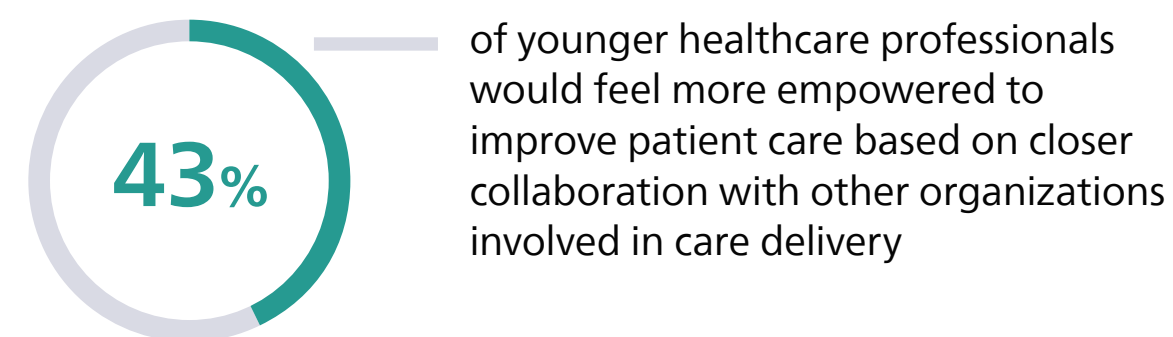 43%
of younger healthcare professionals
would feel more empowered to
improve patient care based on closer
collaboration with other organizations
involved in care delivery